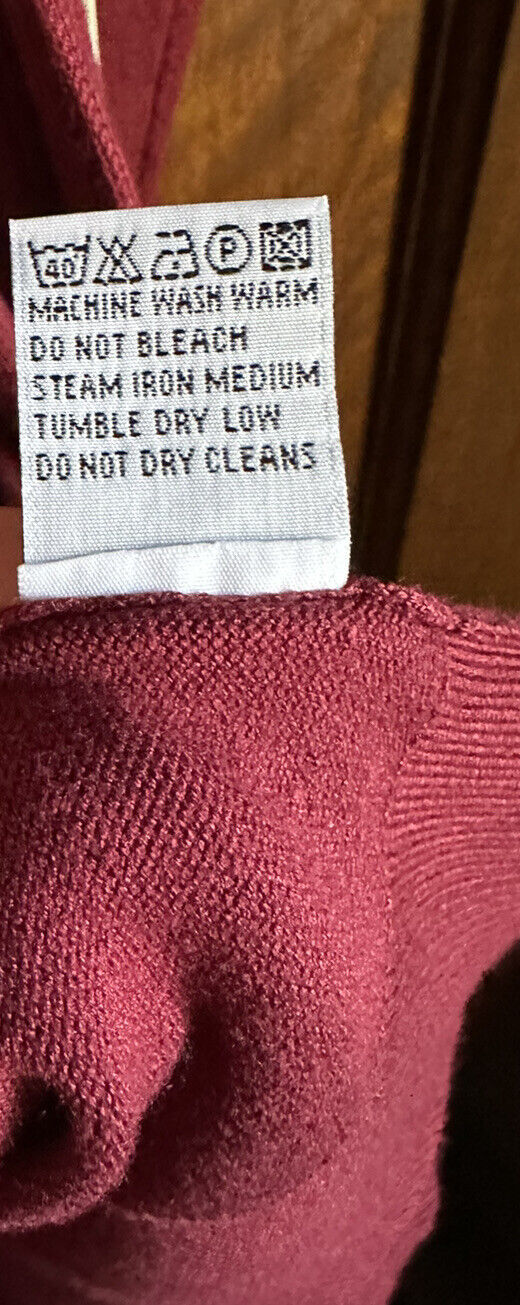 40 P
MACHINE WASH WARM
DO NOT BLEACH
STEAM IRON MEDIUM
TUMBLE DRY LOW
DO NOT DRY CLEANS